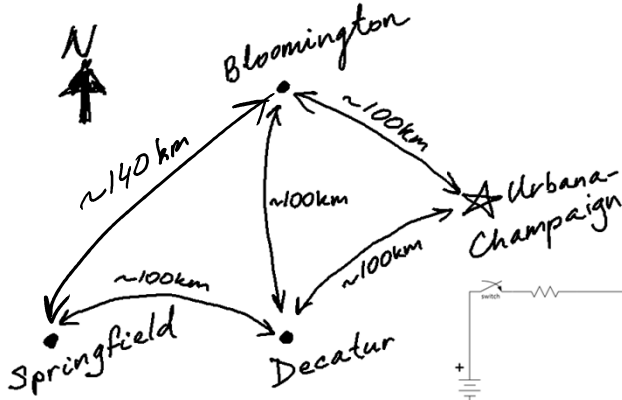 N
Bloomington
~100km
~140km
~100km
Urbana-
Champaign
~100km
~100km
switch
Springfield
Decatur
+